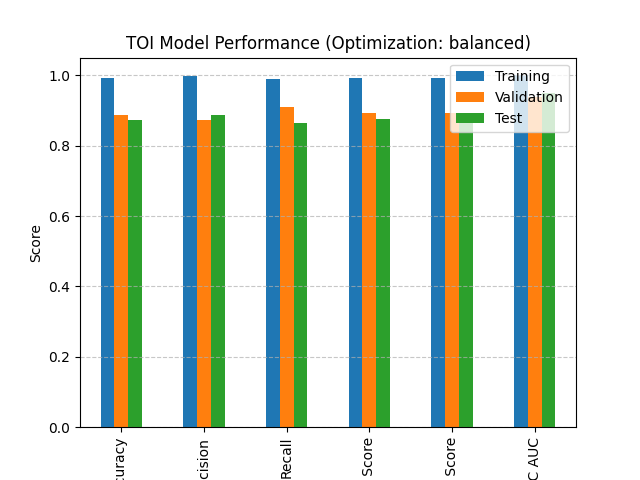 TOI Model Performance (Optimization: balanced)
Training
Validation
Test
Score
1.0
0.8
0.6
0.4
0.2
0.0
curacy
cision
Recall
Score
Score
C AUC